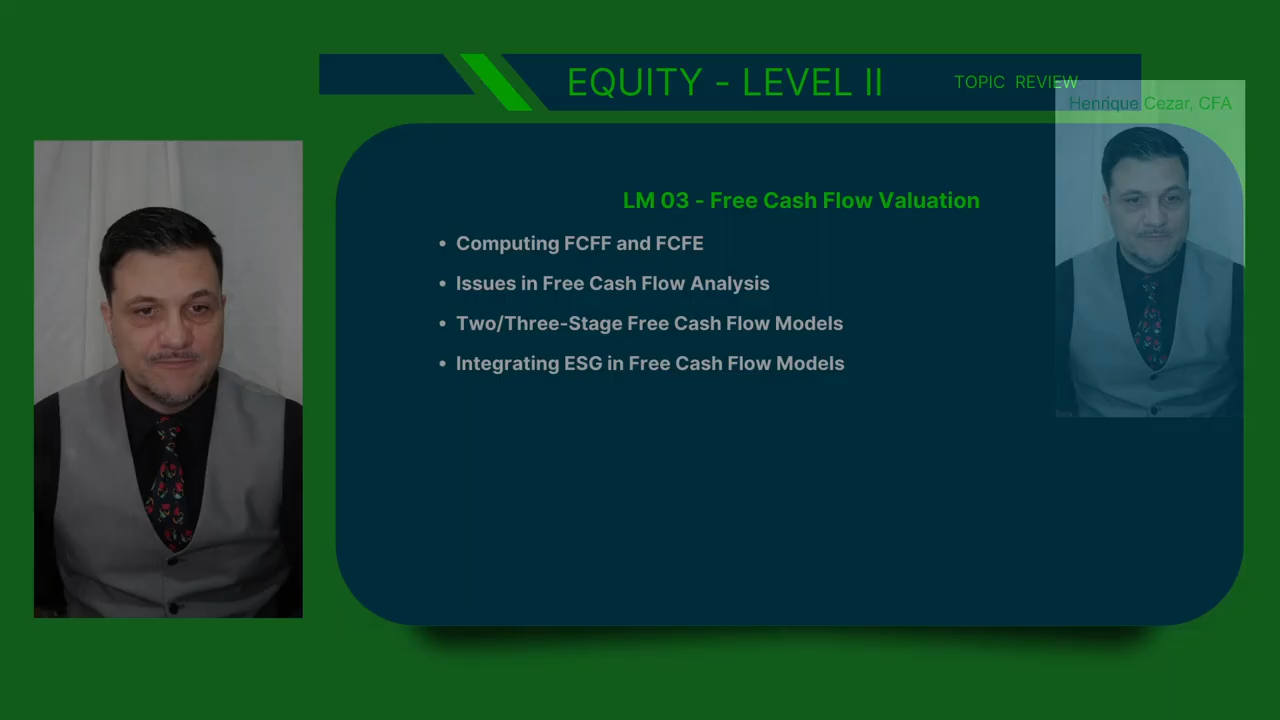 EQUITY - LEVEL II
TOPIC REVIEW
Henrique Cezar, CFA
LM 03 - Free Cash Flow Valuation
• Computing FCFF and FCFE
• Issues in Free Cash Flow Analysis
• Two/Three-Stage Free Cash Flow Models
• Integrating ESG in Free Cash Flow Models